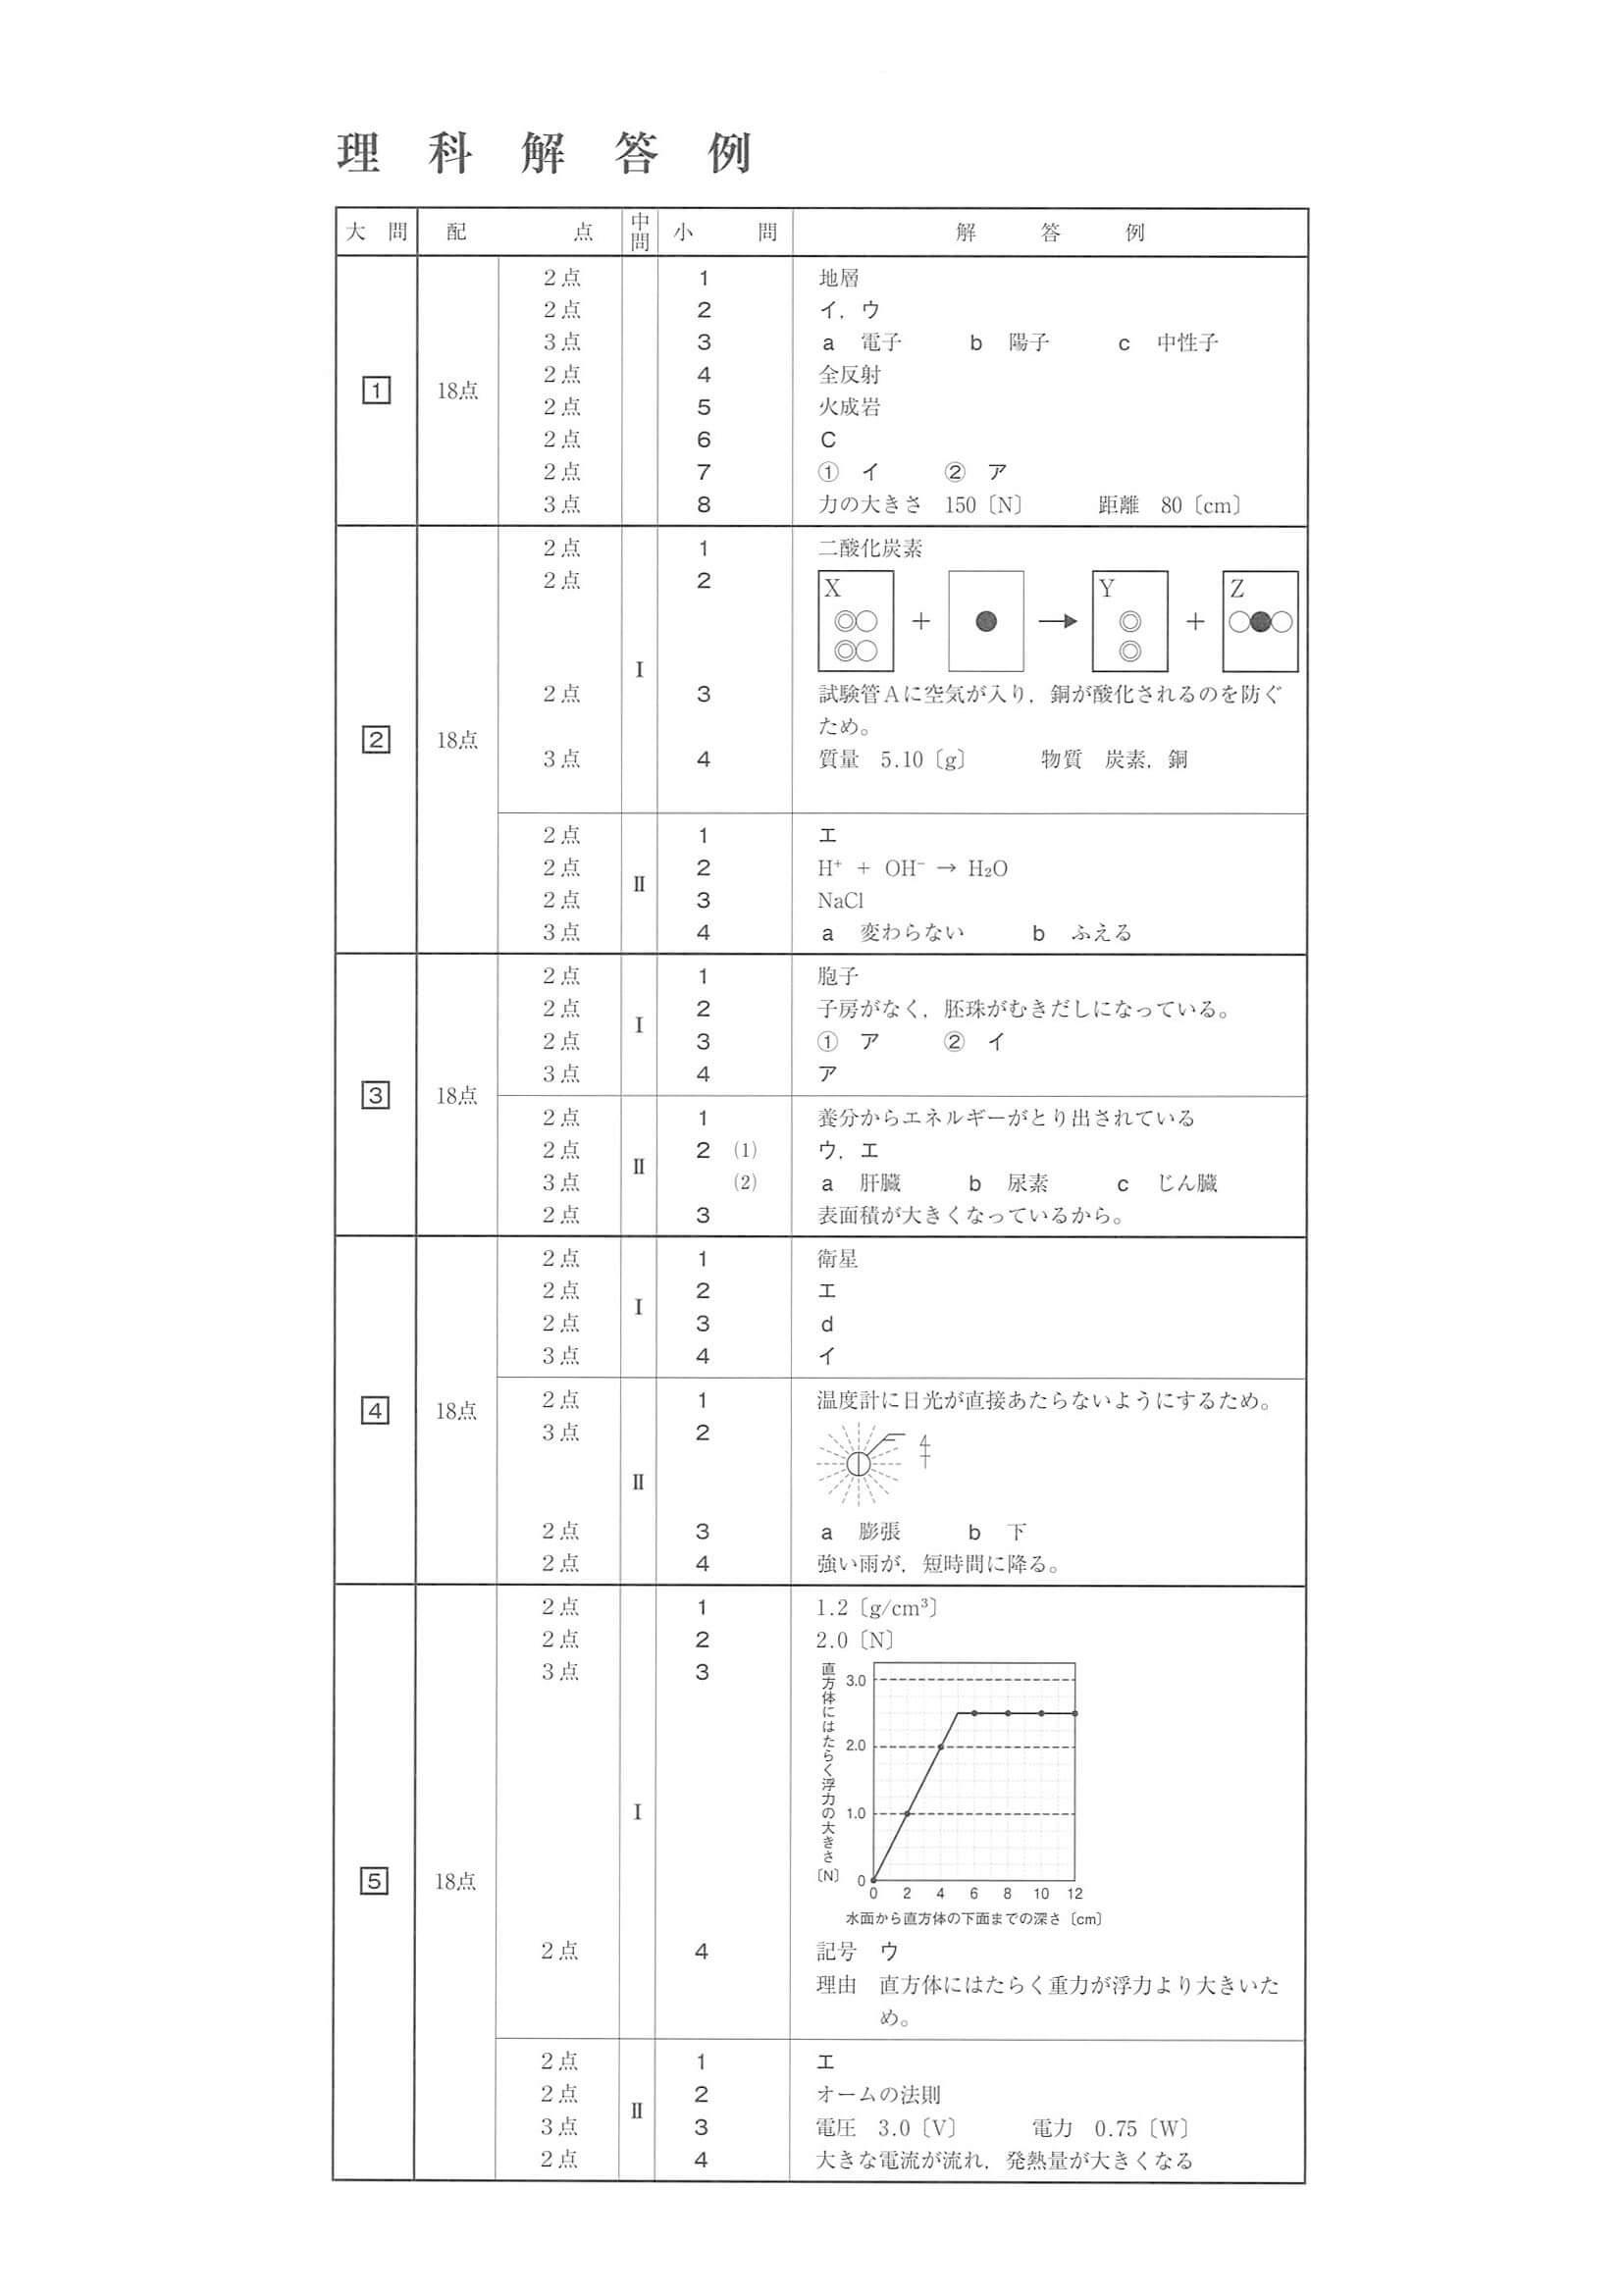 理科解答例
大問 配点 中問 小問 解答例
1 18点
2点 1 地層
2点 2 イ，ウ
3点 3 a 電子 b 陽子 c 中性子
2点 4 全反射
2点 5 火成岩
2点 6 C
2点 7 ① イ ② ア
3点 8 力の大きさ 150〔N〕 距離 80〔cm〕
2 18点
I
2点 1 二酸化炭素
2点 2 X + → Y + Z
2点 3 試験管Aに空気が入り，銅が酸化されるのを防ぐ
ため。
3点 4 質量 5.10〔g〕 物質 炭素，銅
II
2点 1 エ
2点 2 H⁺ + OH⁻ → H₂O
2点 3 NaCl
3点 4 a 変わらない b ふえる
3 18点
I
2点 1 胞子
2点 2 子房がなく，胚珠がむきだしになっている。
2点 3 ① ア ② イ
3点 4 ア
II
2点 1 養分からエネルギーがとり出されている
2点 2 (1) ウ，エ
3点 (2) a 肝臓 b 尿素 c じん臓
2点 3 表面積が大きくなっているから。
4 18点
I
2点 1 衛星
2点 2 エ
2点 3 d
3点 4 イ
II
2点 1 温度計に日光が直接あたらないようにするため。
3点 2
2点 3 a 膨張 b 下
2点 4 強い雨が，短時間に降る。
5 18点
I
2点 1 1.2〔g/cm³〕
2点 2 2.0〔N〕
3点 3
直方体にはたらく浮力の大きさ〔N〕
3.0
2.0
1.0
0
0 2 4 6 8 10 12
水面から直方体の下面までの深さ〔cm〕
2点 4 記号 ウ
理由 直方体にはたらく重力が浮力より大きいた
め。
II
2点 1 エ
2点 2 オームの法則
3点 3 電圧 3.0〔V〕 電力 0.75〔W〕
2点 4 大きな電流が流れ，発熱量が大きくなる